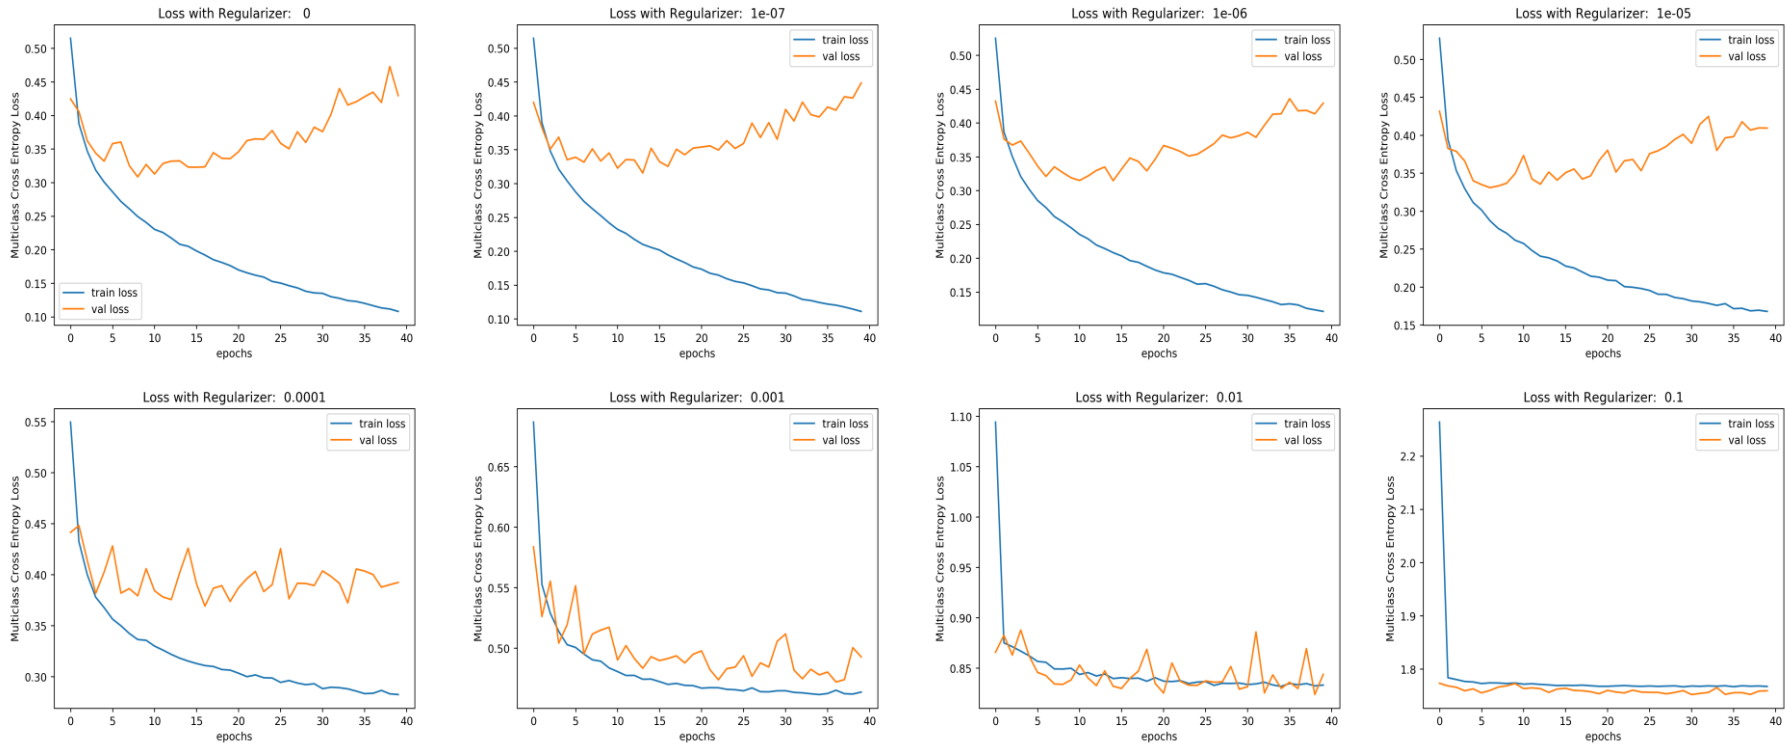 Loss with Regularizer: 0
Multiclass Cross Entropy Loss
0.50
0.45
0.40
0.35
0.30
0.25
0.20
0.15
0.10
train loss
val loss
0 5 10 15 20 25 30 35 40
epochs
Loss with Regularizer: 1e-07
Multiclass Cross Entropy Loss
0.50
0.45
0.40
0.35
0.30
0.25
0.20
0.15
0.10
train loss
val loss
0 5 10 15 20 25 30 35 40
epochs
Loss with Regularizer: 1e-06
Multiclass Cross Entropy Loss
0.50
0.45
0.40
0.35
0.30
0.25
0.20
0.15
train loss
val loss
0 5 10 15 20 25 30 35 40
epochs
Loss with Regularizer: 1e-05
Multiclass Cross Entropy Loss
0.50
0.45
0.40
0.35
0.30
0.25
0.20
0.15
train loss
val loss
0 5 10 15 20 25 30 35 40
epochs
Loss with Regularizer: 0.0001
Multiclass Cross Entropy Loss
0.55
0.50
0.45
0.40
0.35
0.30
train loss
val loss
0 5 10 15 20 25 30 35 40
epochs
Loss with Regularizer: 0.001
Multiclass Cross Entropy Loss
0.65
0.60
0.55
0.50
train loss
val loss
0 5 10 15 20 25 30 35 40
epochs
Loss with Regularizer: 0.01
Multiclass Cross Entropy Loss
1.10
1.05
1.00
0.95
0.90
0.85
train loss
val loss
0 5 10 15 20 25 30 35 40
epochs
Loss with Regularizer: 0.1
Multiclass Cross Entropy Loss
2.2
2.1
2.0
1.9
1.8
train loss
val loss
0 5 10 15 20 25 30 35 40
epochs